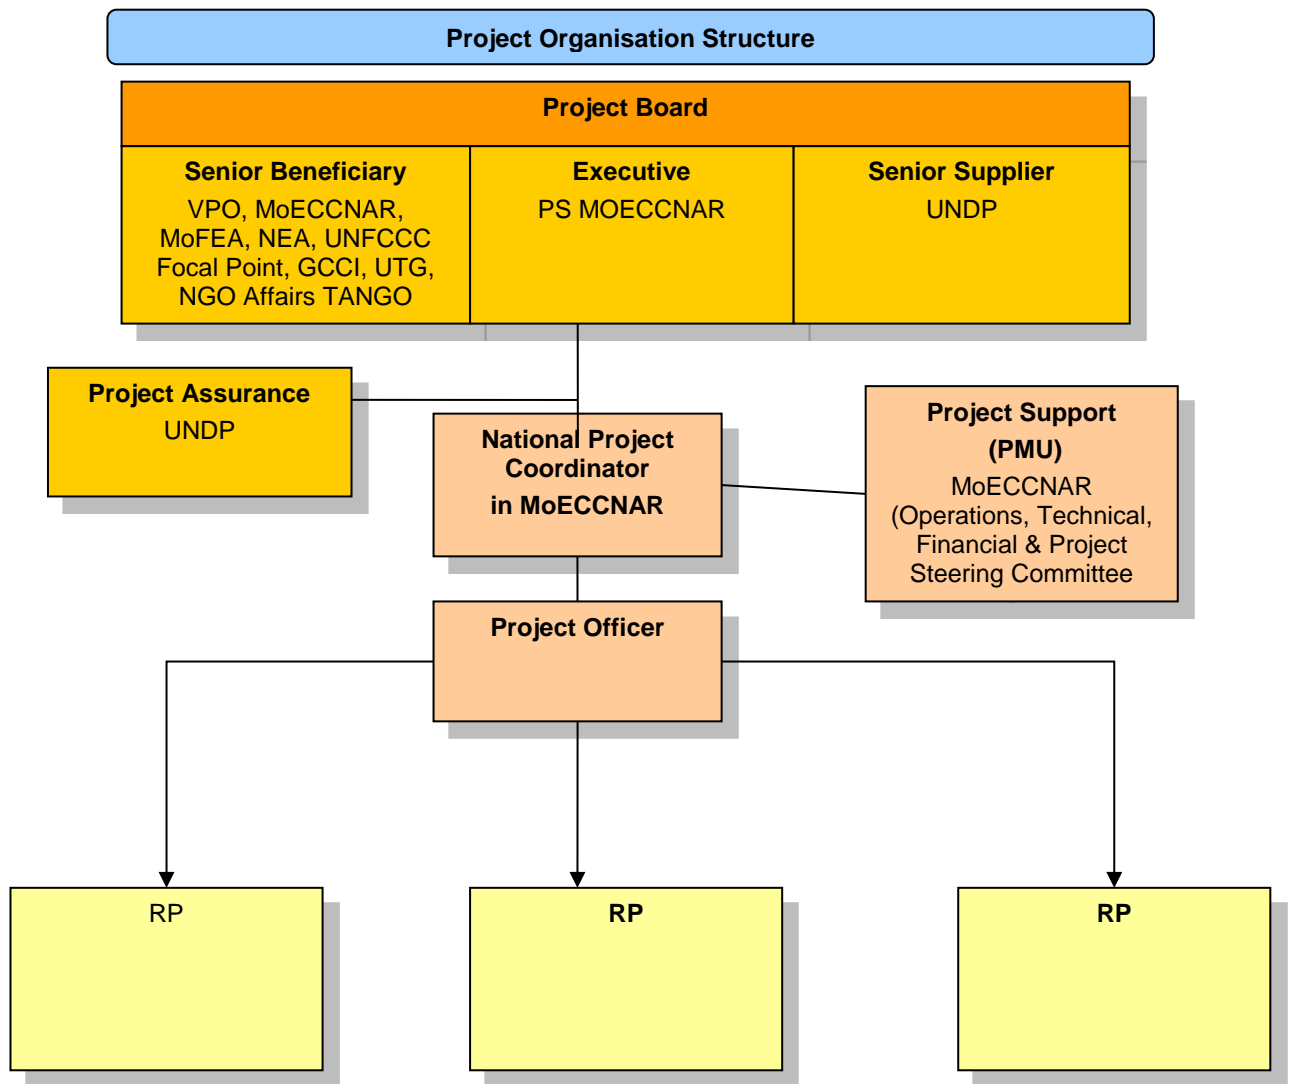 Project Organisation Structure
Project Board
Senior Beneficiary
VPO, MoECCNAR,
MoFEA, NEA, UNFCCC
Focal Point, GCCI, UTG,
NGO Affairs TANGO
Executive
PS MOECCNAR
Senior Supplier
UNDP
Project Assurance
UNDP
National Project
Coordinator
in MoECCNAR
Project Support
(PMU)
MoECCNAR
(Operations, Technical,
Financial & Project
Steering Committee
Project Officer
RP
RP
RP